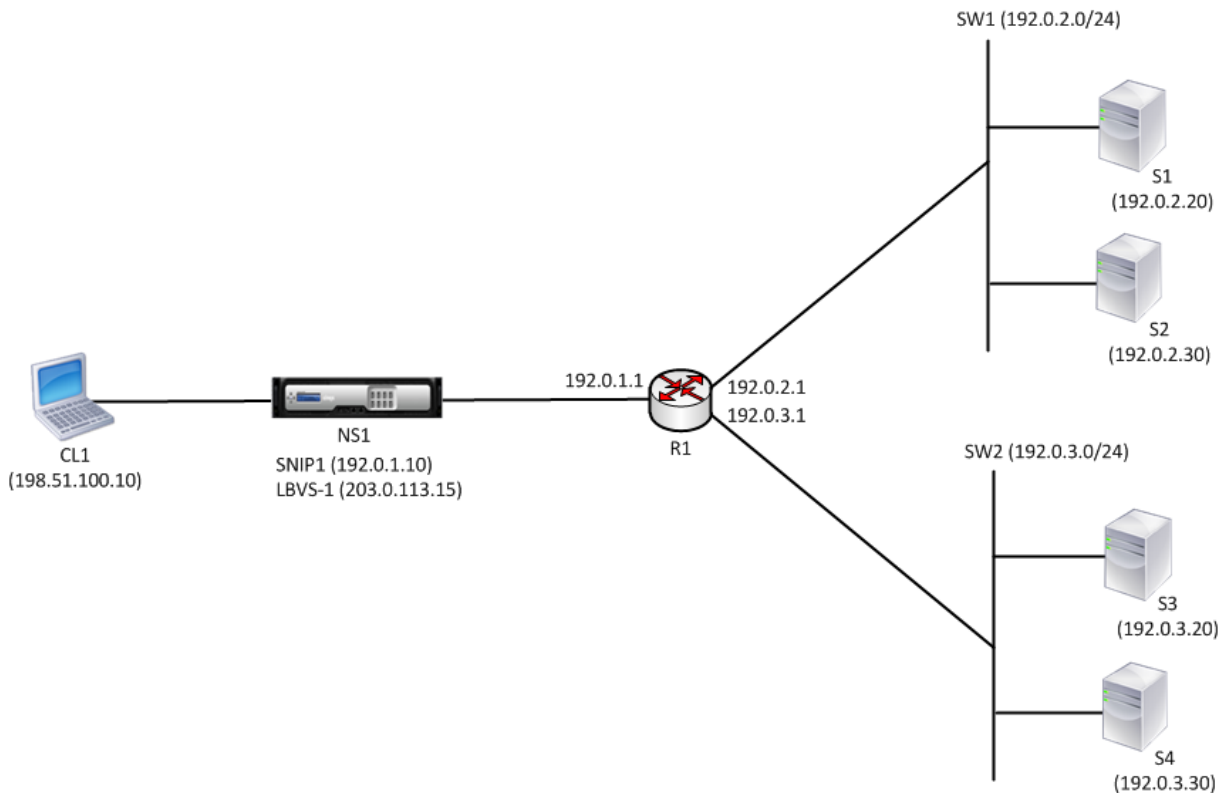 SW1 (192.0.2.0/24)
S1
(192.0.2.20)
S2
(192.0.2.30)
CL1
(198.51.100.10)
NS1
SNIP1 (192.0.1.10)
LBVS-1 (203.0.113.15)
192.0.1.1
192.0.2.1
192.0.3.1
R1
SW2 (192.0.3.0/24)
S3
(192.0.3.20)
S4
(192.0.3.30)